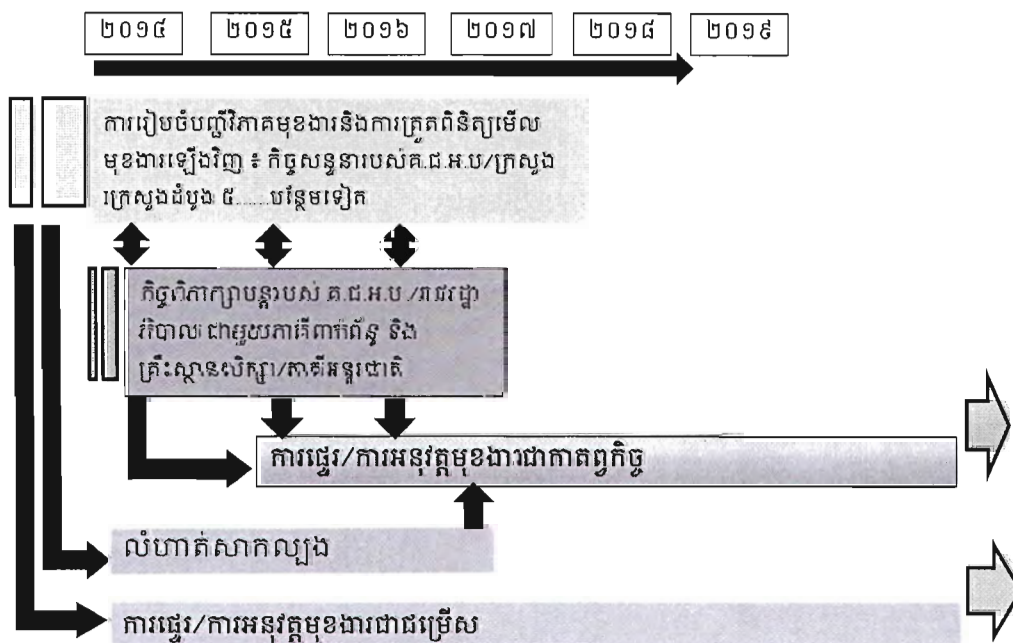 ២០១៤ ២០១៥ ២០១៦ ២០១៧ ២០១៨ ២០១៩
ការរៀបចំបញ្ជីវិភាគមុខងារនិងការត្រួតពិនិត្យមើល
មុខងារឡើងវិញ ៖ កិច្ចសន្ទនារបស់គ.ជ.អ.ប/ក្រសួង
ក្រសួងដំបូង ៥......បន្ថែមទៀត
កិច្ចពិភាក្សាបន្តរបស់ គ.ជ.អ.ប /រាជរដ្ឋា
ភិបាល ជាមួយភាគីពាក់ព័ន្ធ និង
គ្រឹះស្ថានសិក្សា/ភាគីអន្តរជាតិ
ការផ្ទេរ/ការអនុវត្តមុខងារជាកាតព្វកិច្ច
លំហាត់សាកល្បង
ការផ្ទេរ/ការអនុវត្តមុខងារជាជម្រើស